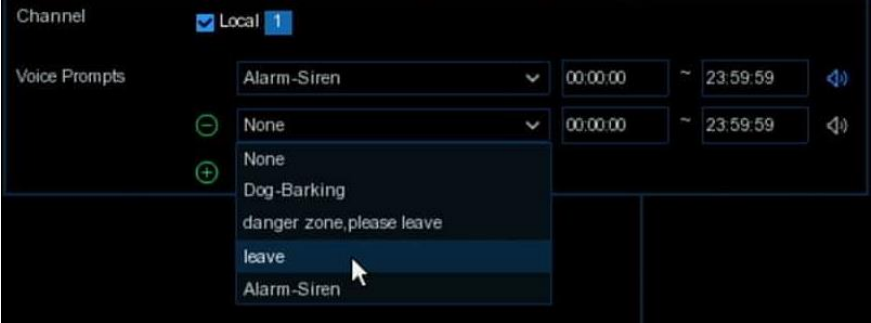 Channel Local 1
Voice Prompts Alarm-Siren 00:00:00 ~ 23:59:59
None 00:00:00 ~ 23:59:59
None
Dog-Barking
danger zone,please leave
leave
Alarm-Siren